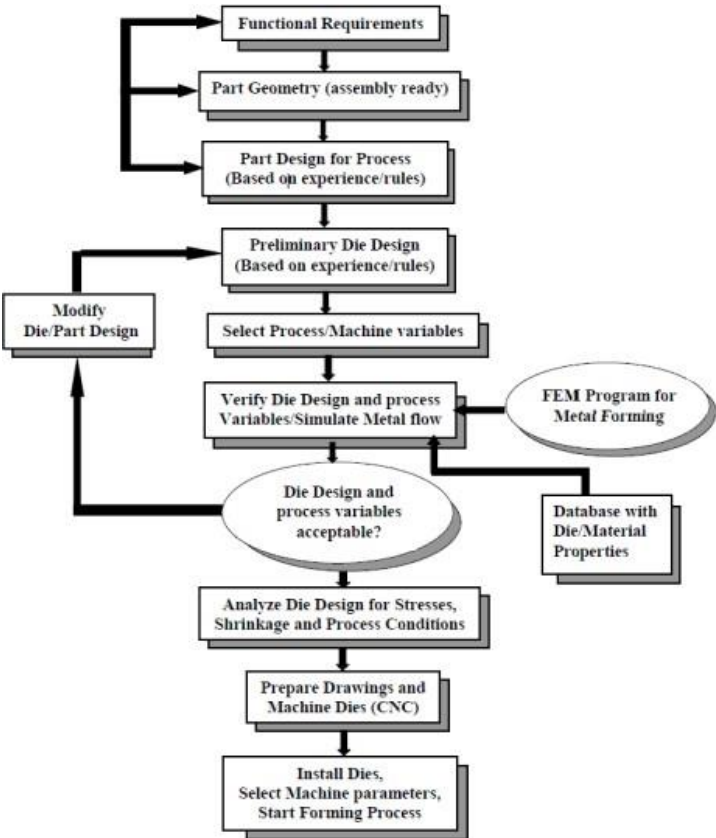 Functional Requirements
Part Geometry (assembly ready)
Part Design for Process
(Based on experience/rules)
Preliminary Die Design
(Based on experience/rules)
Modify
Die/Part Design
Select Process/Machine variables
Verify Die Design and process
Variables/Simulate Metal flow
FEM Program for
Metal Forming
Die Design and
process variables
acceptable?
Database with
Die/Material
Properties
Analyze Die Design for Stresses,
Shrinkage and Process Conditions
Prepare Drawings and
Machine Dies (CNC)
Install Dies,
Select Machine parameters,
Start Forming Process